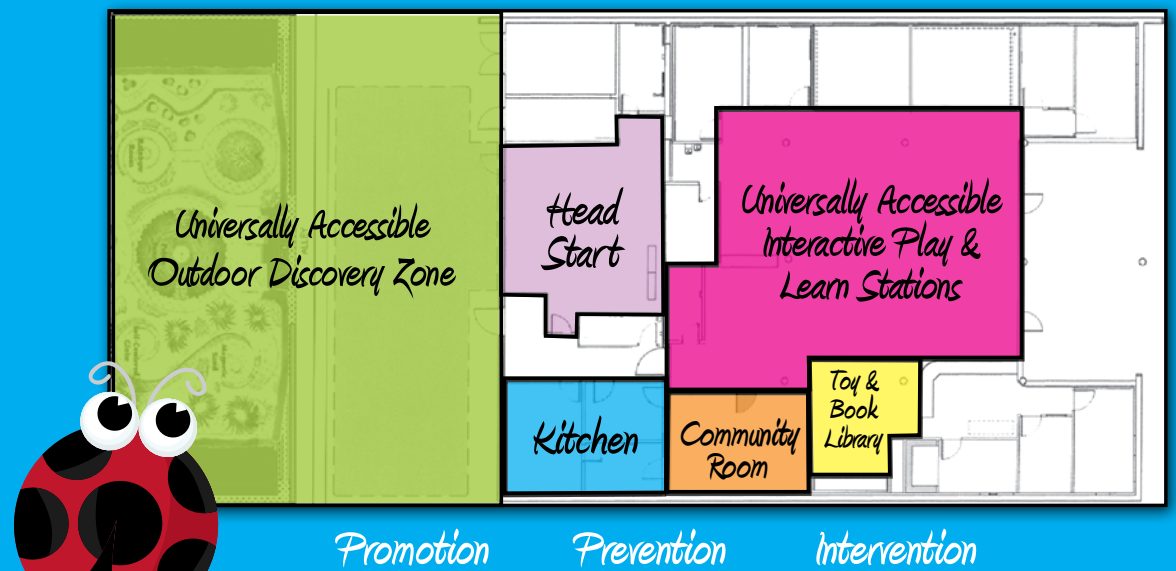 Universally Accessible
Outdoor Discovery Zone
Head
Start
Universally Accessible
Interactive Play &
Learn Stations
Kitchen
Community
Room
Toy &
Book
Library
Promotion
Prevention
Intervention